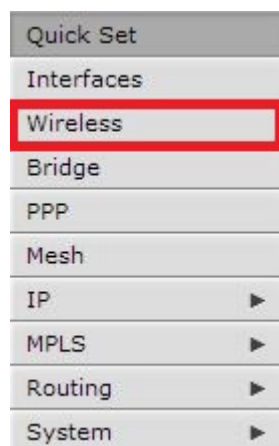 Quick Set
Interfaces
Wireless
Bridge
PPP
Mesh
IP
MPLS
Routing
System